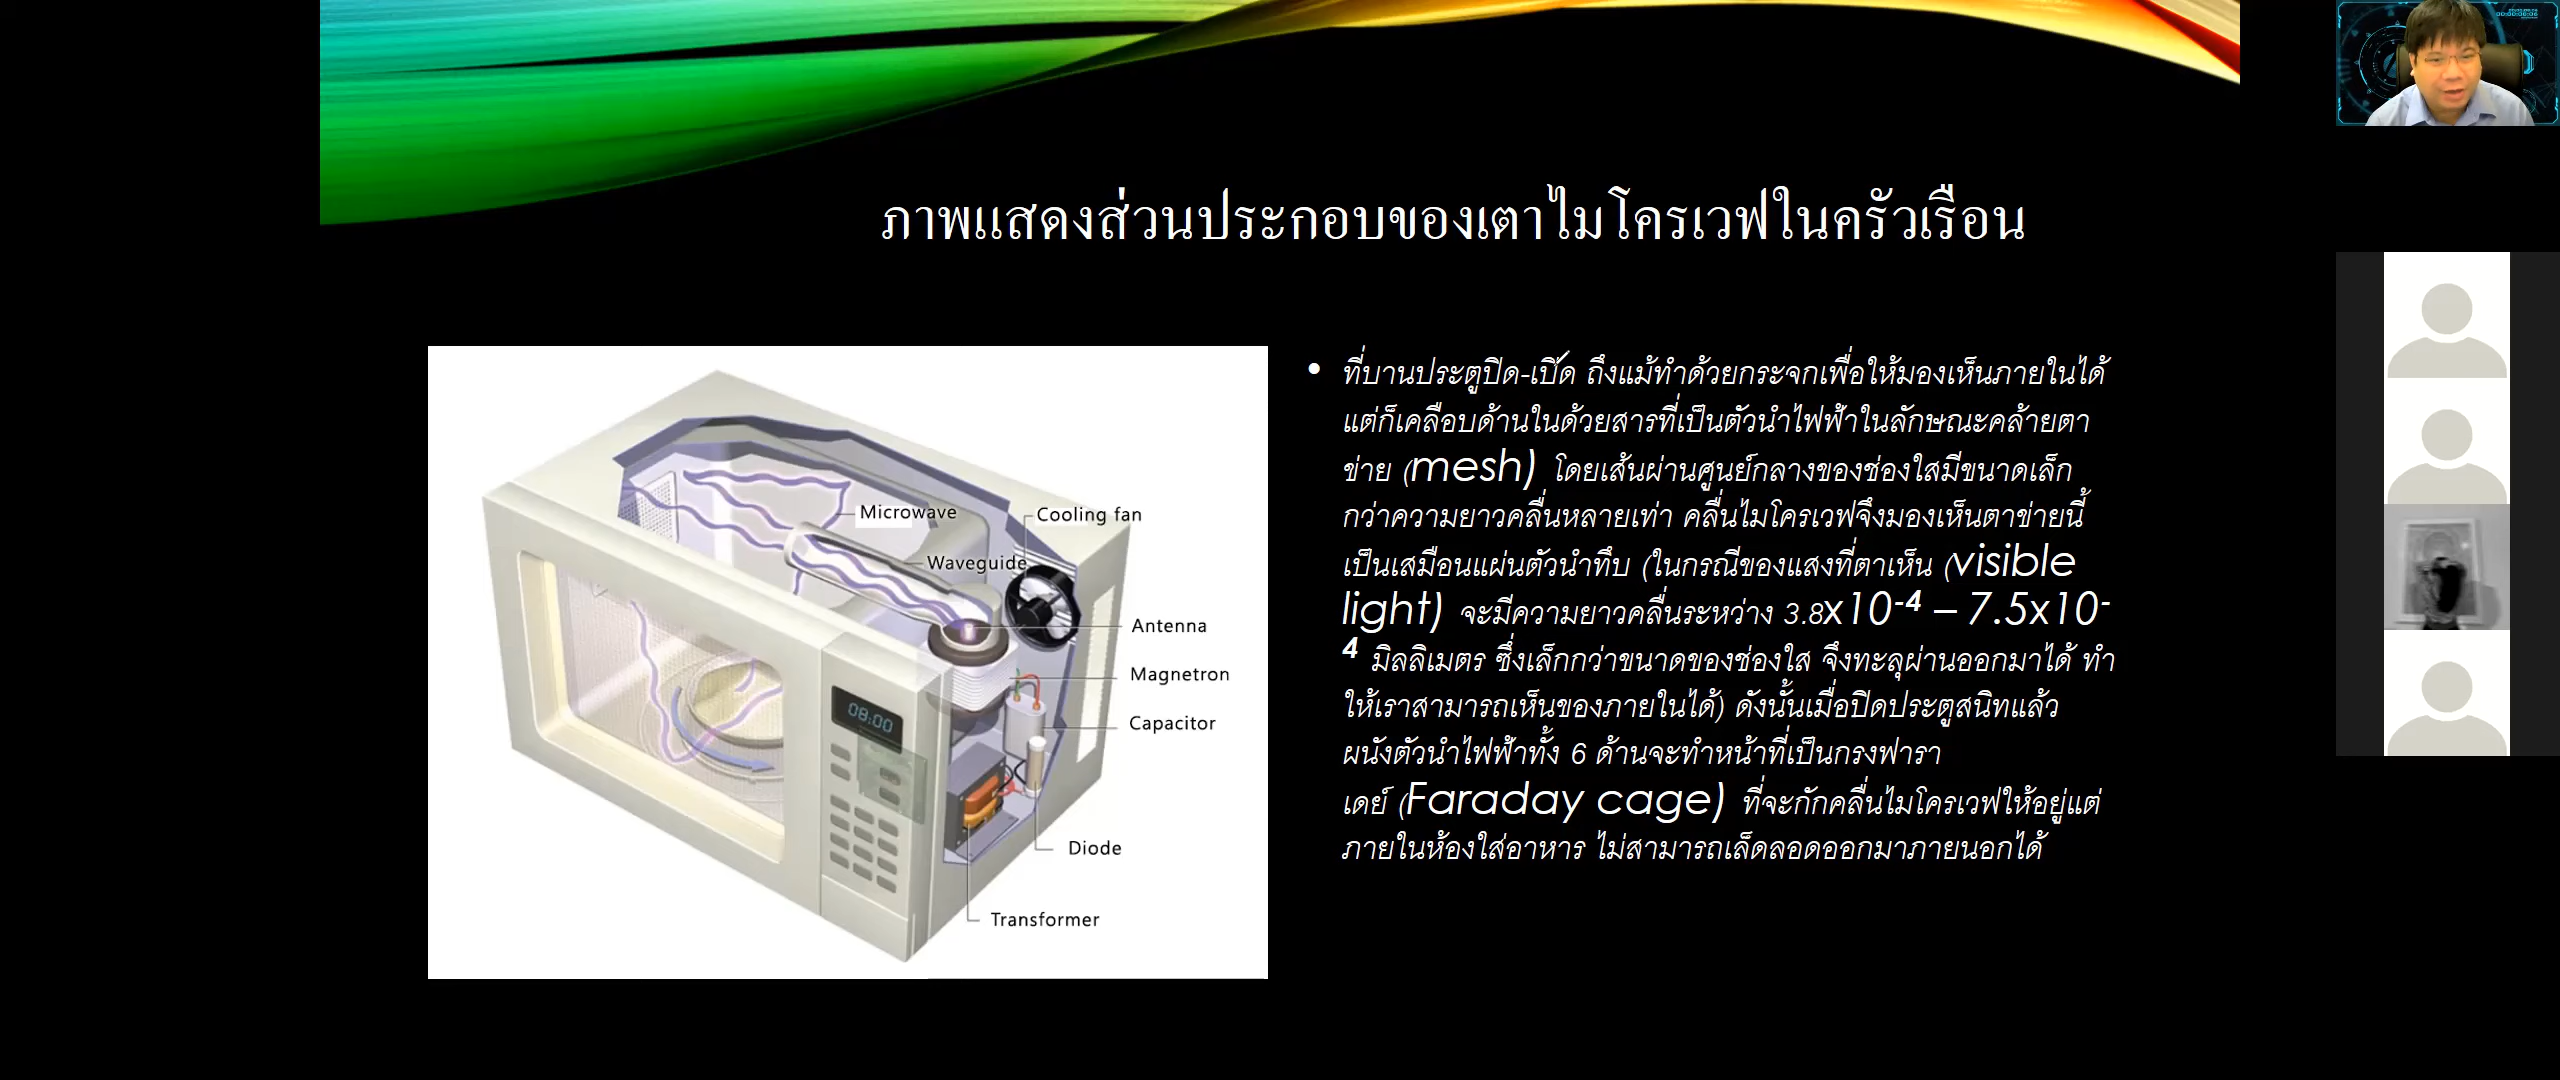 ภาพแสดงส่วนประกอบของเตาไมโครเวฟในครัวเรือน
Microwave
Cooling fan
Waveguide
Antenna
Magnetron
Capacitor
08:00
Diode
Transformer
• ที่บานประตูปิด-เปิด ถึงแม้ทำด้วยกระจกเพื่อให้มองเห็นภายในได้
แต่ก็เคลือบด้านในด้วยสารที่เป็นตัวนำไฟฟ้าในลักษณะคล้ายตา
ข่าย (mesh) โดยเส้นผ่านศูนย์กลางของช่องใสมีขนาดเล็ก
กว่าความยาวคลื่นหลายเท่า คลื่นไมโครเวฟจึงมองเห็นตาข่ายนี้
เป็นเสมือนแผ่นตัวนำทึบ (ในกรณีของแสงที่ตาเห็น (visible
light) จะมีความยาวคลื่นระหว่าง 3.8x10⁻⁴ – 7.5x10⁻
⁴ มิลลิเมตร ซึ่งเล็กกว่าขนาดของช่องใส จึงทะลุผ่านออกมาได้ ทำ
ให้เราสามารถเห็นของภายในได้) ดังนั้นเมื่อปิดประตูสนิทแล้ว
ผนังตัวนำไฟฟ้าทั้ง 6 ด้านจะทำหน้าที่เป็นกรงฟารา
เดย์ (Faraday cage) ที่จะกักคลื่นไมโครเวฟให้อยู่แต่
ภายในห้องใส่อาหาร ไม่สามารถเล็ดลอดออกมาภายนอกได้